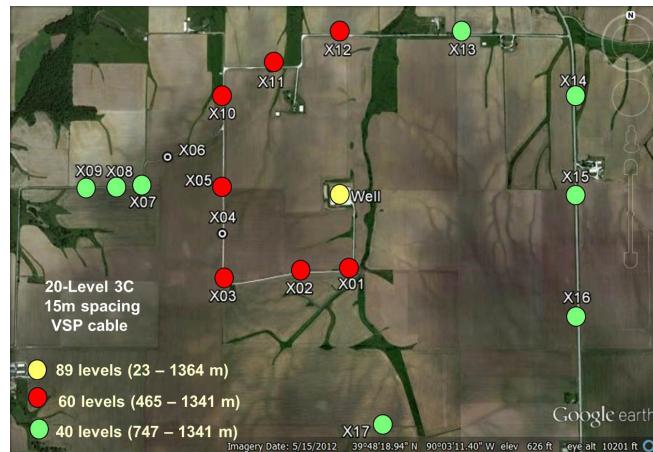 N
X12
X13
X11
X10
X14
X06
X09
X08
X07
X05
X15
Well
X04
X03
X02
X01
X16
20-Level 3C
15m spacing
VSP cable
89 levels (23 – 1364 m)
60 levels (465 – 1341 m)
40 levels (747 – 1341 m)
X17
Google earth
Imagery Date: 5/15/2012 39°48'18.94" N 90°03'11.40" W elev 626 ft eye alt 10201 ft